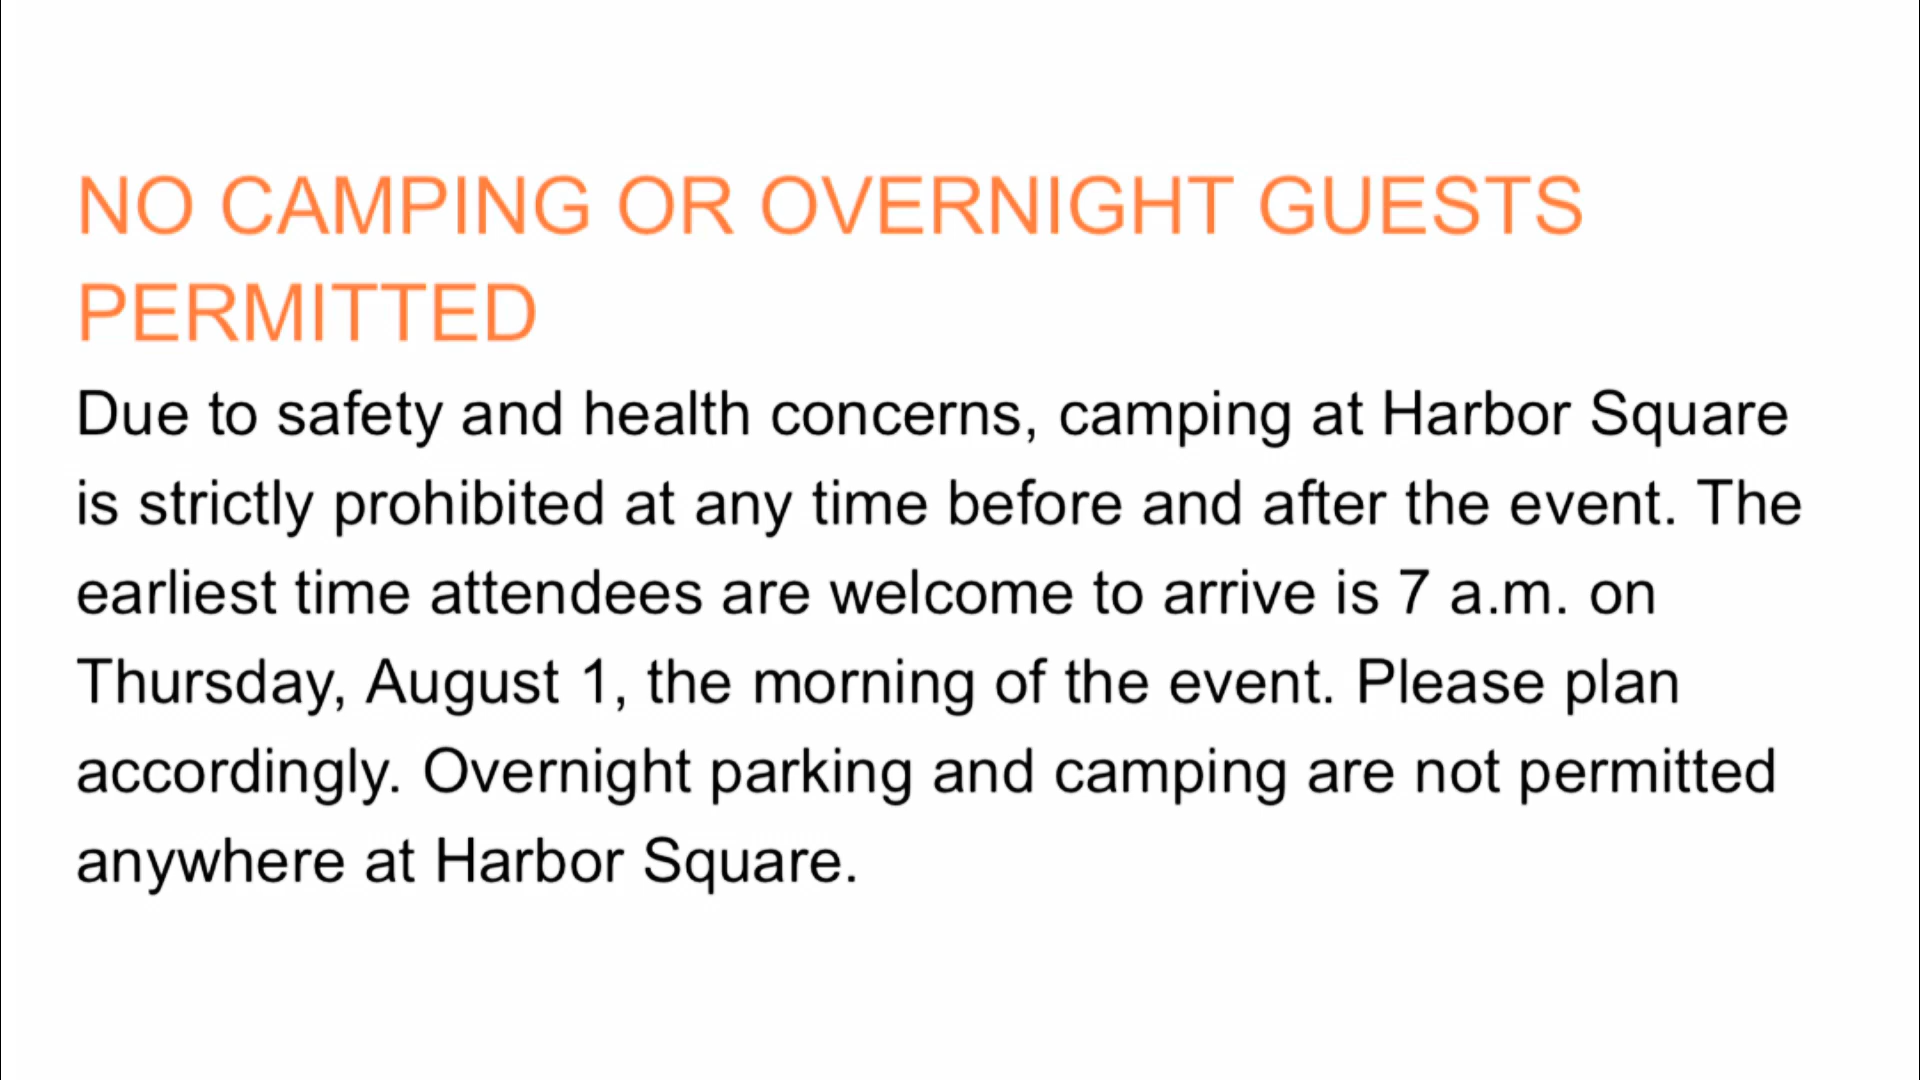 NO CAMPING OR OVERNIGHT GUESTS
PERMITTED
Due to safety and health concerns, camping at Harbor Square
is strictly prohibited at any time before and after the event. The
earliest time attendees are welcome to arrive is 7 a.m. on
Thursday, August 1, the morning of the event. Please plan
accordingly. Overnight parking and camping are not permitted
anywhere at Harbor Square.